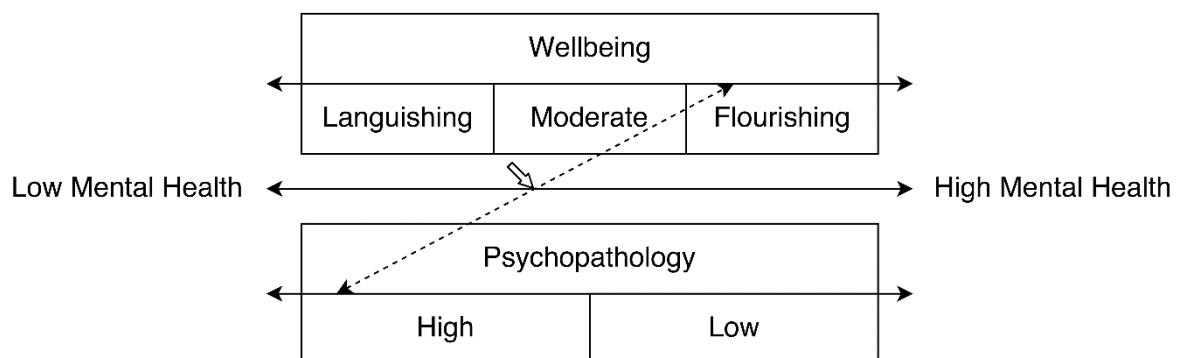 Wellbeing
Languishing Moderate Flourishing
Low Mental Health High Mental Health
Psychopathology
High Low